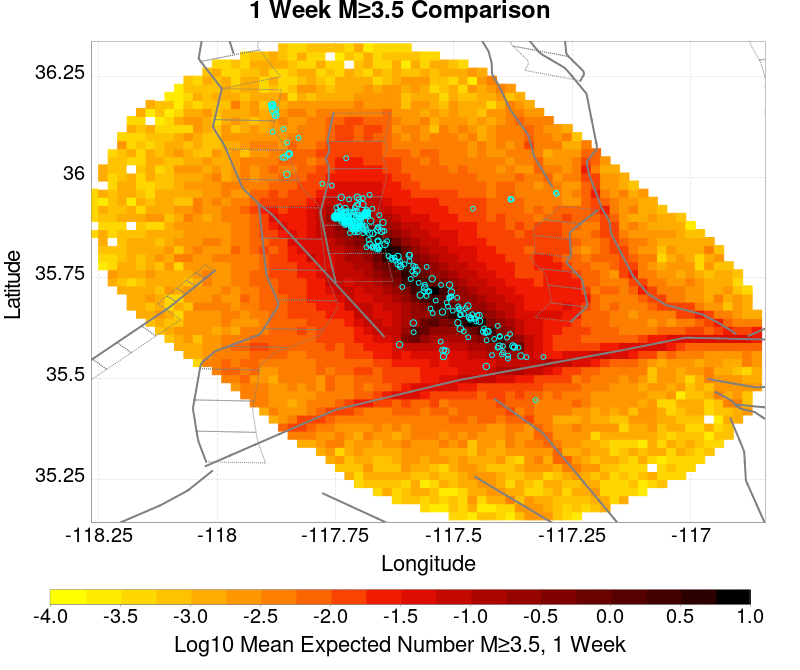 1 Week M≥3.5 Comparison
36.25
36
35.75
35.5
35.25
Latitude
-118.25 -118 -117.75 -117.5 -117.25 -117
Longitude
-4.0 -3.5 -3.0 -2.5 -2.0 -1.5 -1.0 -0.5 0.0 0.5 1.0
Log10 Mean Expected Number M≥3.5, 1 Week